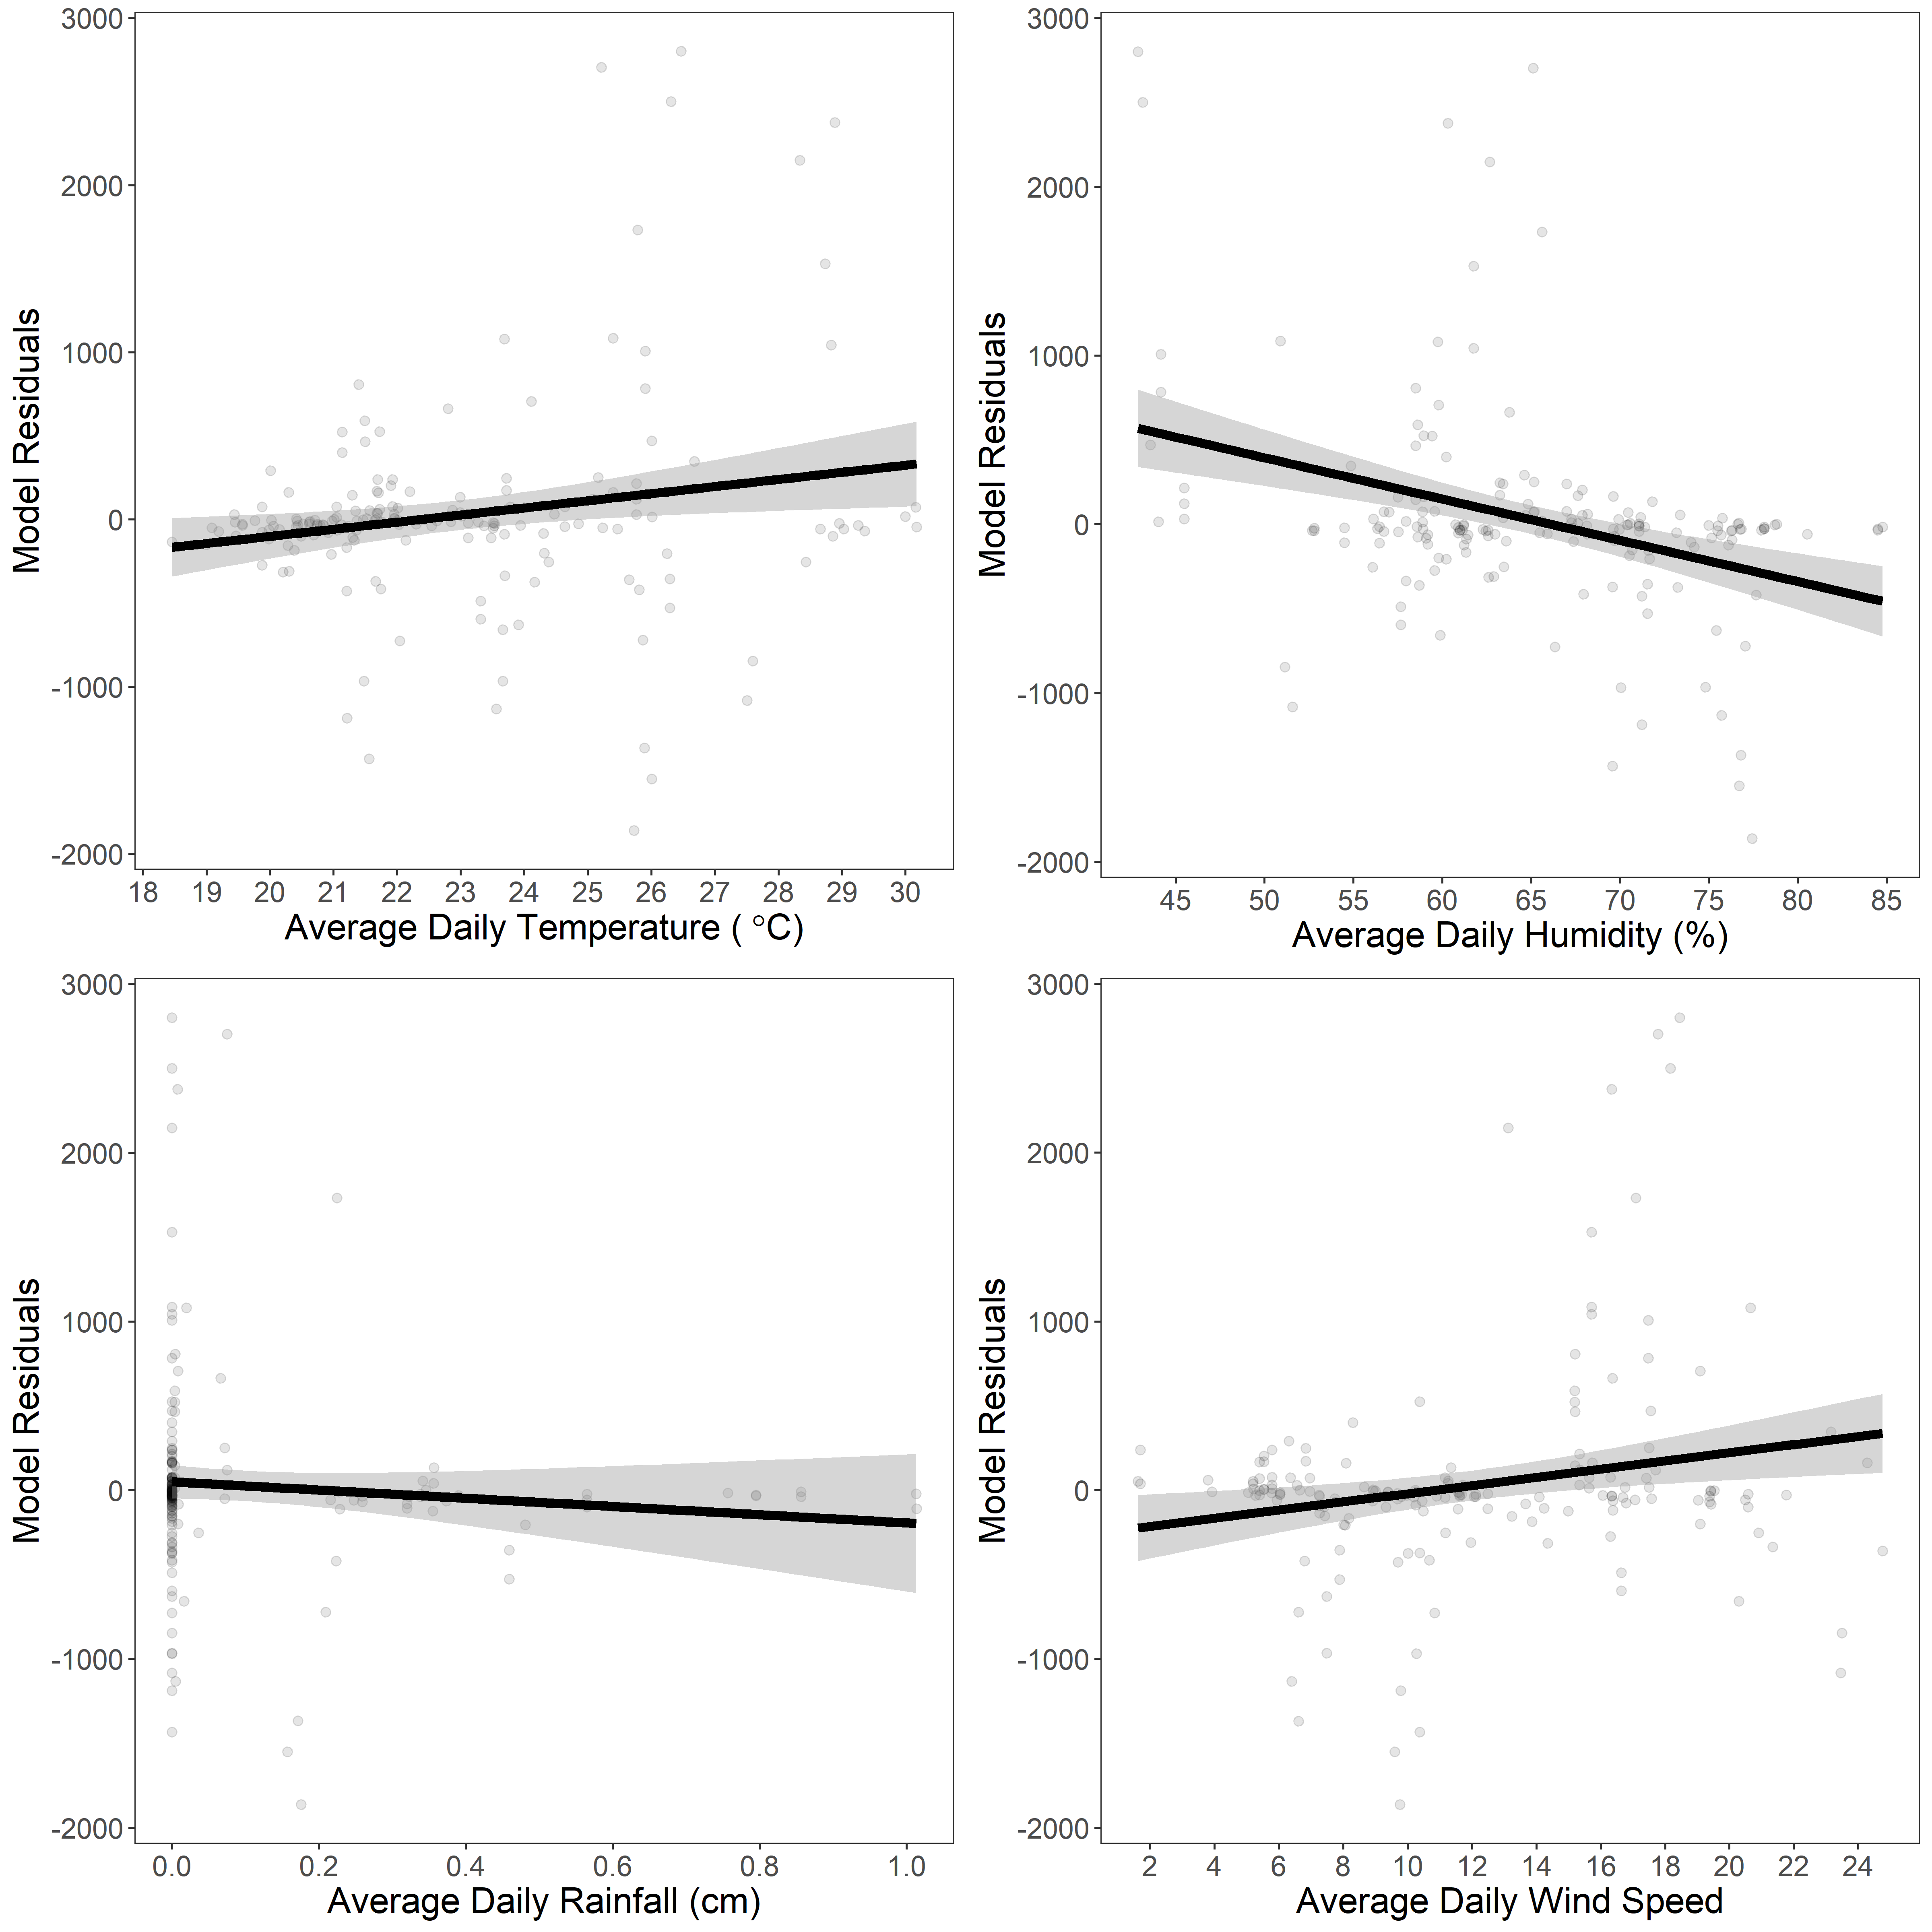 3000
2000
1000
0
-1000
-2000
Model Residuals
18 19 20 21 22 23 24 25 26 27 28 29 30
Average Daily Temperature ( °C)
3000
2000
1000
0
-1000
-2000
Model Residuals
45 50 55 60 65 70 75 80 85
Average Daily Humidity (%)
3000
2000
1000
0
-1000
-2000
Model Residuals
0.0 0.2 0.4 0.6 0.8 1.0
Average Daily Rainfall (cm)
3000
2000
1000
0
-1000
-2000
Model Residuals
2 4 6 8 10 12 14 16 18 20 22 24
Average Daily Wind Speed